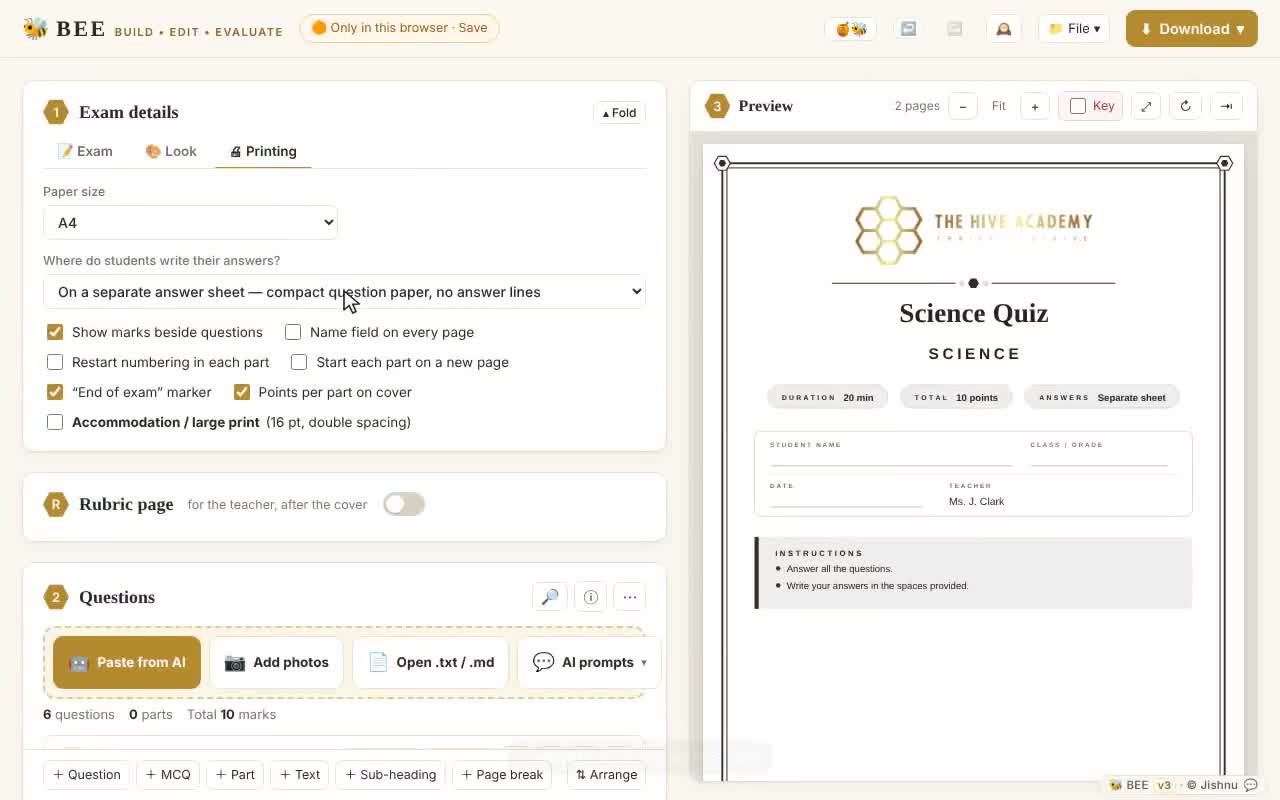 BEE BUILD • EDIT • EVALUATE
Only in this browser · Save
File ▾
Download ▾
1 Exam details
▴ Fold
Exam
Look
Printing
Paper size
A4
Where do students write their answers?
On a separate answer sheet — compact question paper, no answer lines
Show marks beside questions
Name field on every page
Restart numbering in each part
Start each part on a new page
“End of exam” marker
Points per part on cover
Accommodation / large print (16 pt, double spacing)
R Rubric page for the teacher, after the cover
2 Questions
Paste from AI
Add photos
Open .txt / .md
AI prompts ▾
6 questions 0 parts Total 10 marks
+ Question
+ MCQ
+ Part
+ Text
+ Sub-heading
+ Page break
⇅ Arrange
3 Preview
2 pages
−
Fit
+
Key
THE HIVE ACADEMY
Science Quiz
SCIENCE
DURATION 20 min
TOTAL 10 points
ANSWERS Separate sheet
STUDENT NAME
CLASS / GRADE
DATE
TEACHER
Ms. J. Clark
INSTRUCTIONS
• Answer all the questions.
• Write your answers in the spaces provided.
BEE v3 · © Jishnu